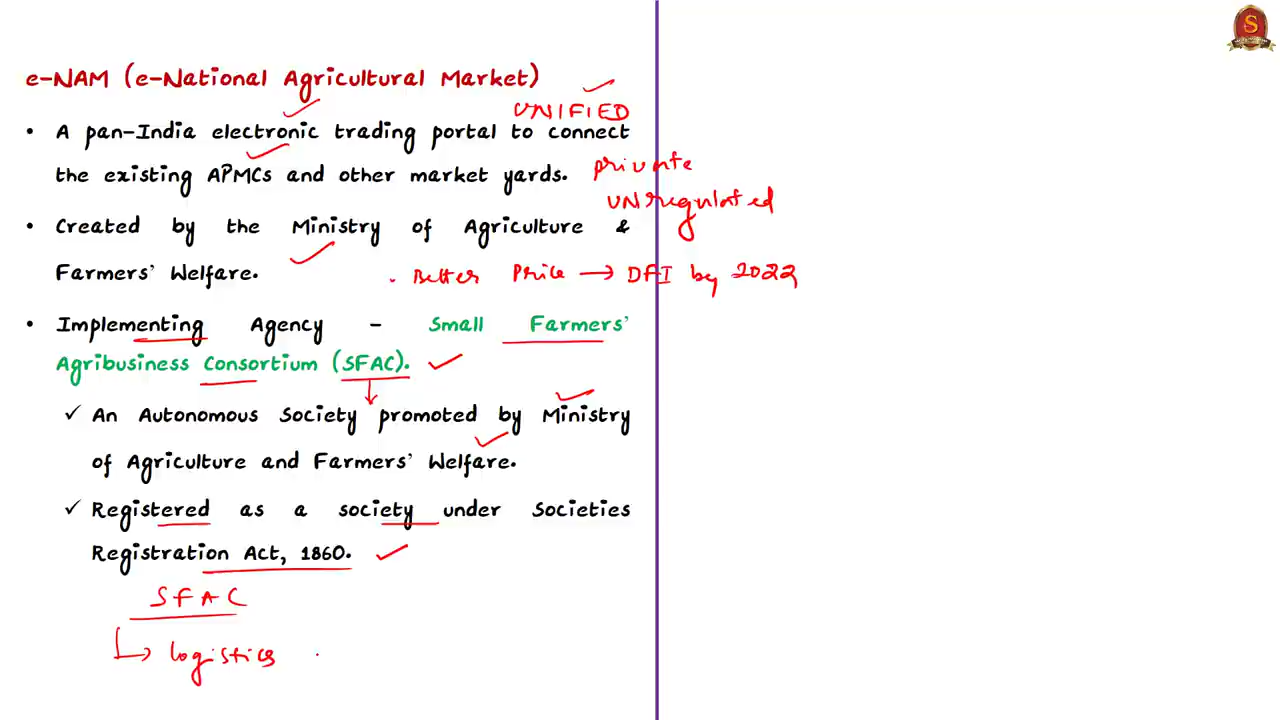 e-NAM (e-National Agricultural Market)
UNIFIED
• A pan-India electronic trading portal to connect
the existing APMCs and other market yards.
private
UNregulated
• Created by the Ministry of Agriculture &
Farmers' Welfare.
. Better Price → DFI by 2022
• Implementing Agency – Small Farmers'
Agribusiness Consortium (SFAC).
✓ An Autonomous Society promoted by Ministry
of Agriculture and Farmers' Welfare.
✓ Registered as a society under Societies
Registration Act, 1860.
SFAC
→ logistics
S